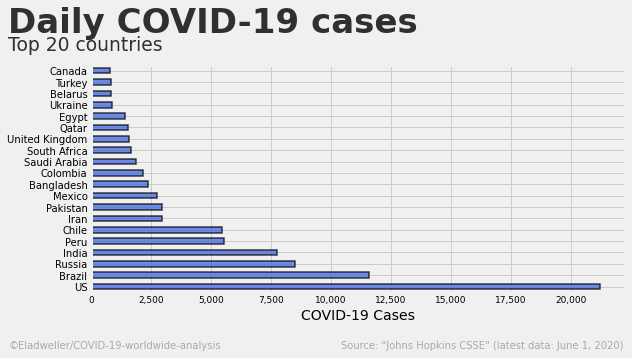 Daily COVID-19 cases
Top 20 countries
Canada
Turkey
Belarus
Ukraine
Egypt
Qatar
United Kingdom
South Africa
Saudi Arabia
Colombia
Bangladesh
Mexico
Pakistan
Iran
Chile
Peru
India
Russia
Brazil
US
0 2,500 5,000 7,500 10,000 12,500 15,000 17,500 20,000
COVID-19 Cases
©Eladweller/COVID-19-worldwide-analysis Source: "Johns Hopkins CSSE" (latest data: June 1, 2020)